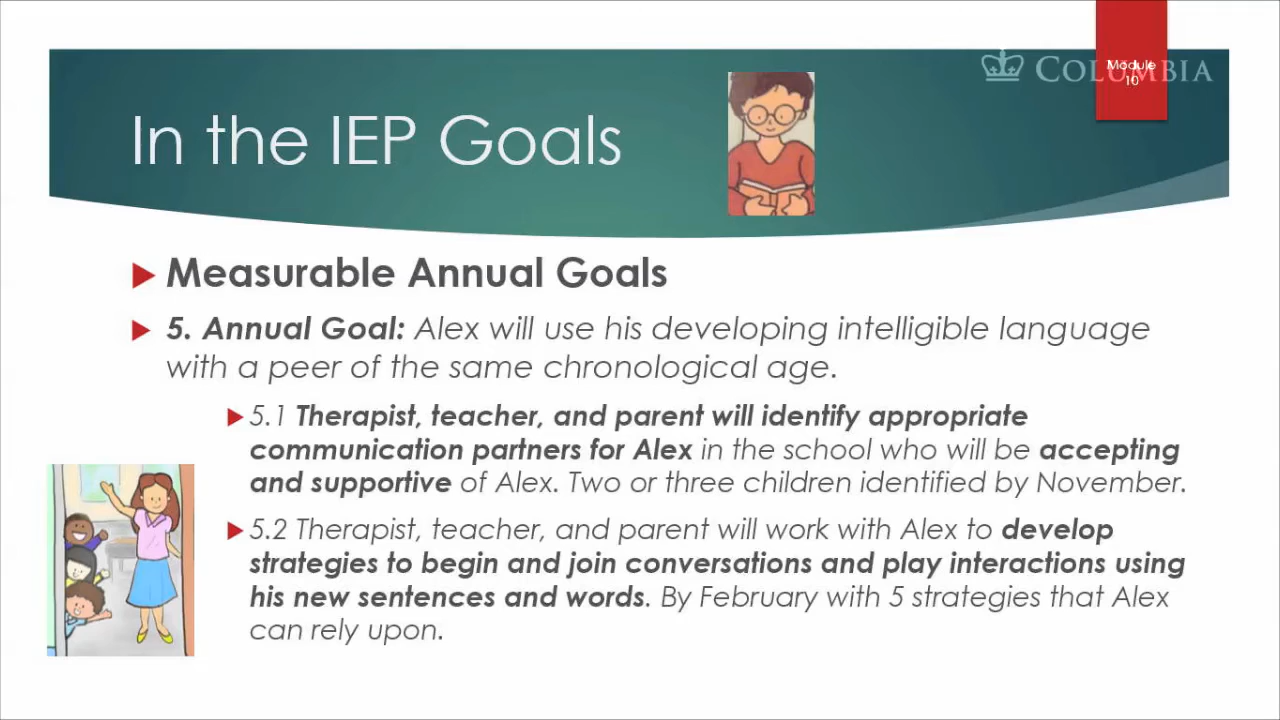 COLUMBIA
Module
10
In the IEP Goals
Measurable Annual Goals
5. Annual Goal: Alex will use his developing intelligible language
with a peer of the same chronological age.
5.1 Therapist, teacher, and parent will identify appropriate
communication partners for Alex in the school who will be accepting
and supportive of Alex. Two or three children identified by November.
5.2 Therapist, teacher, and parent will work with Alex to develop
strategies to begin and join conversations and play interactions using
his new sentences and words. By February with 5 strategies that Alex
can rely upon.